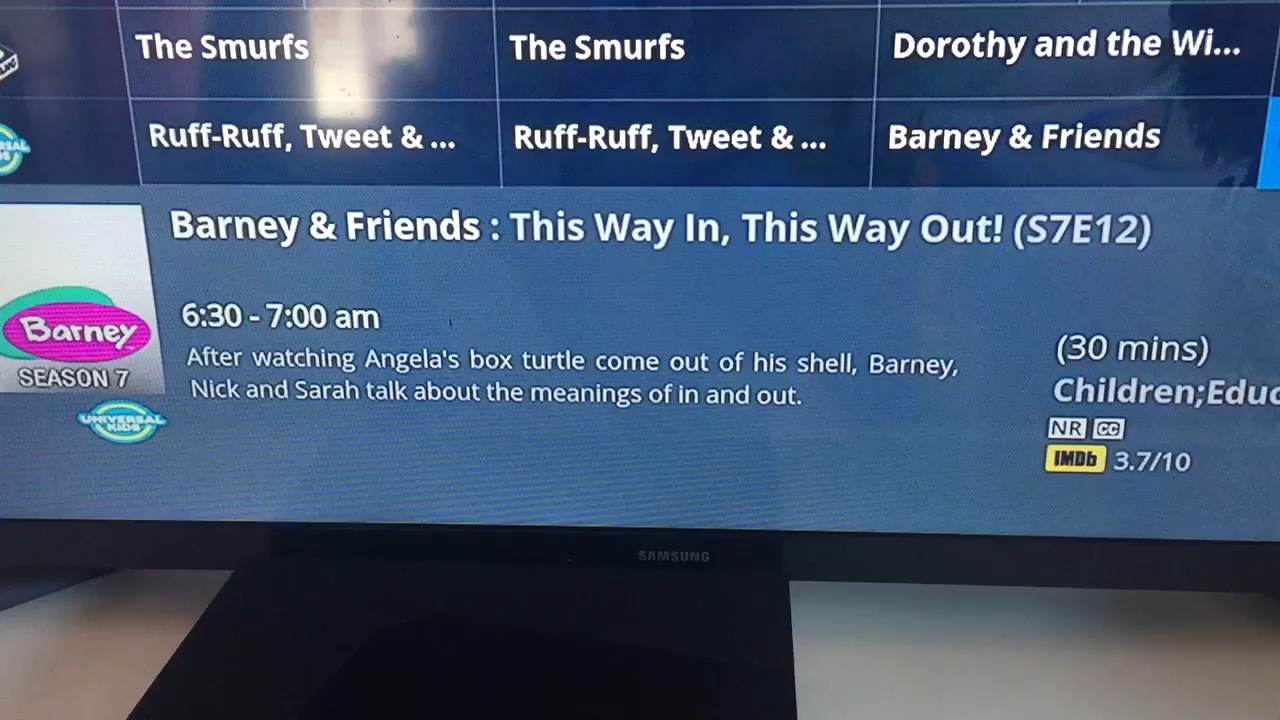 The Smurfs
The Smurfs
Dorothy and the Wi...
Ruff-Ruff, Tweet & ...
Ruff-Ruff, Tweet & ...
Barney & Friends
Barney & Friends : This Way In, This Way Out! (S7E12)
6:30 - 7:00 am
After watching Angela's box turtle come out of his shell, Barney,
Nick and Sarah talk about the meanings of in and out.
(30 mins)
Children;Educ
NR CC
IMDb 3.7/10
Barney
SEASON 7
UNIVERSAL
KIDS
SAMSUNG